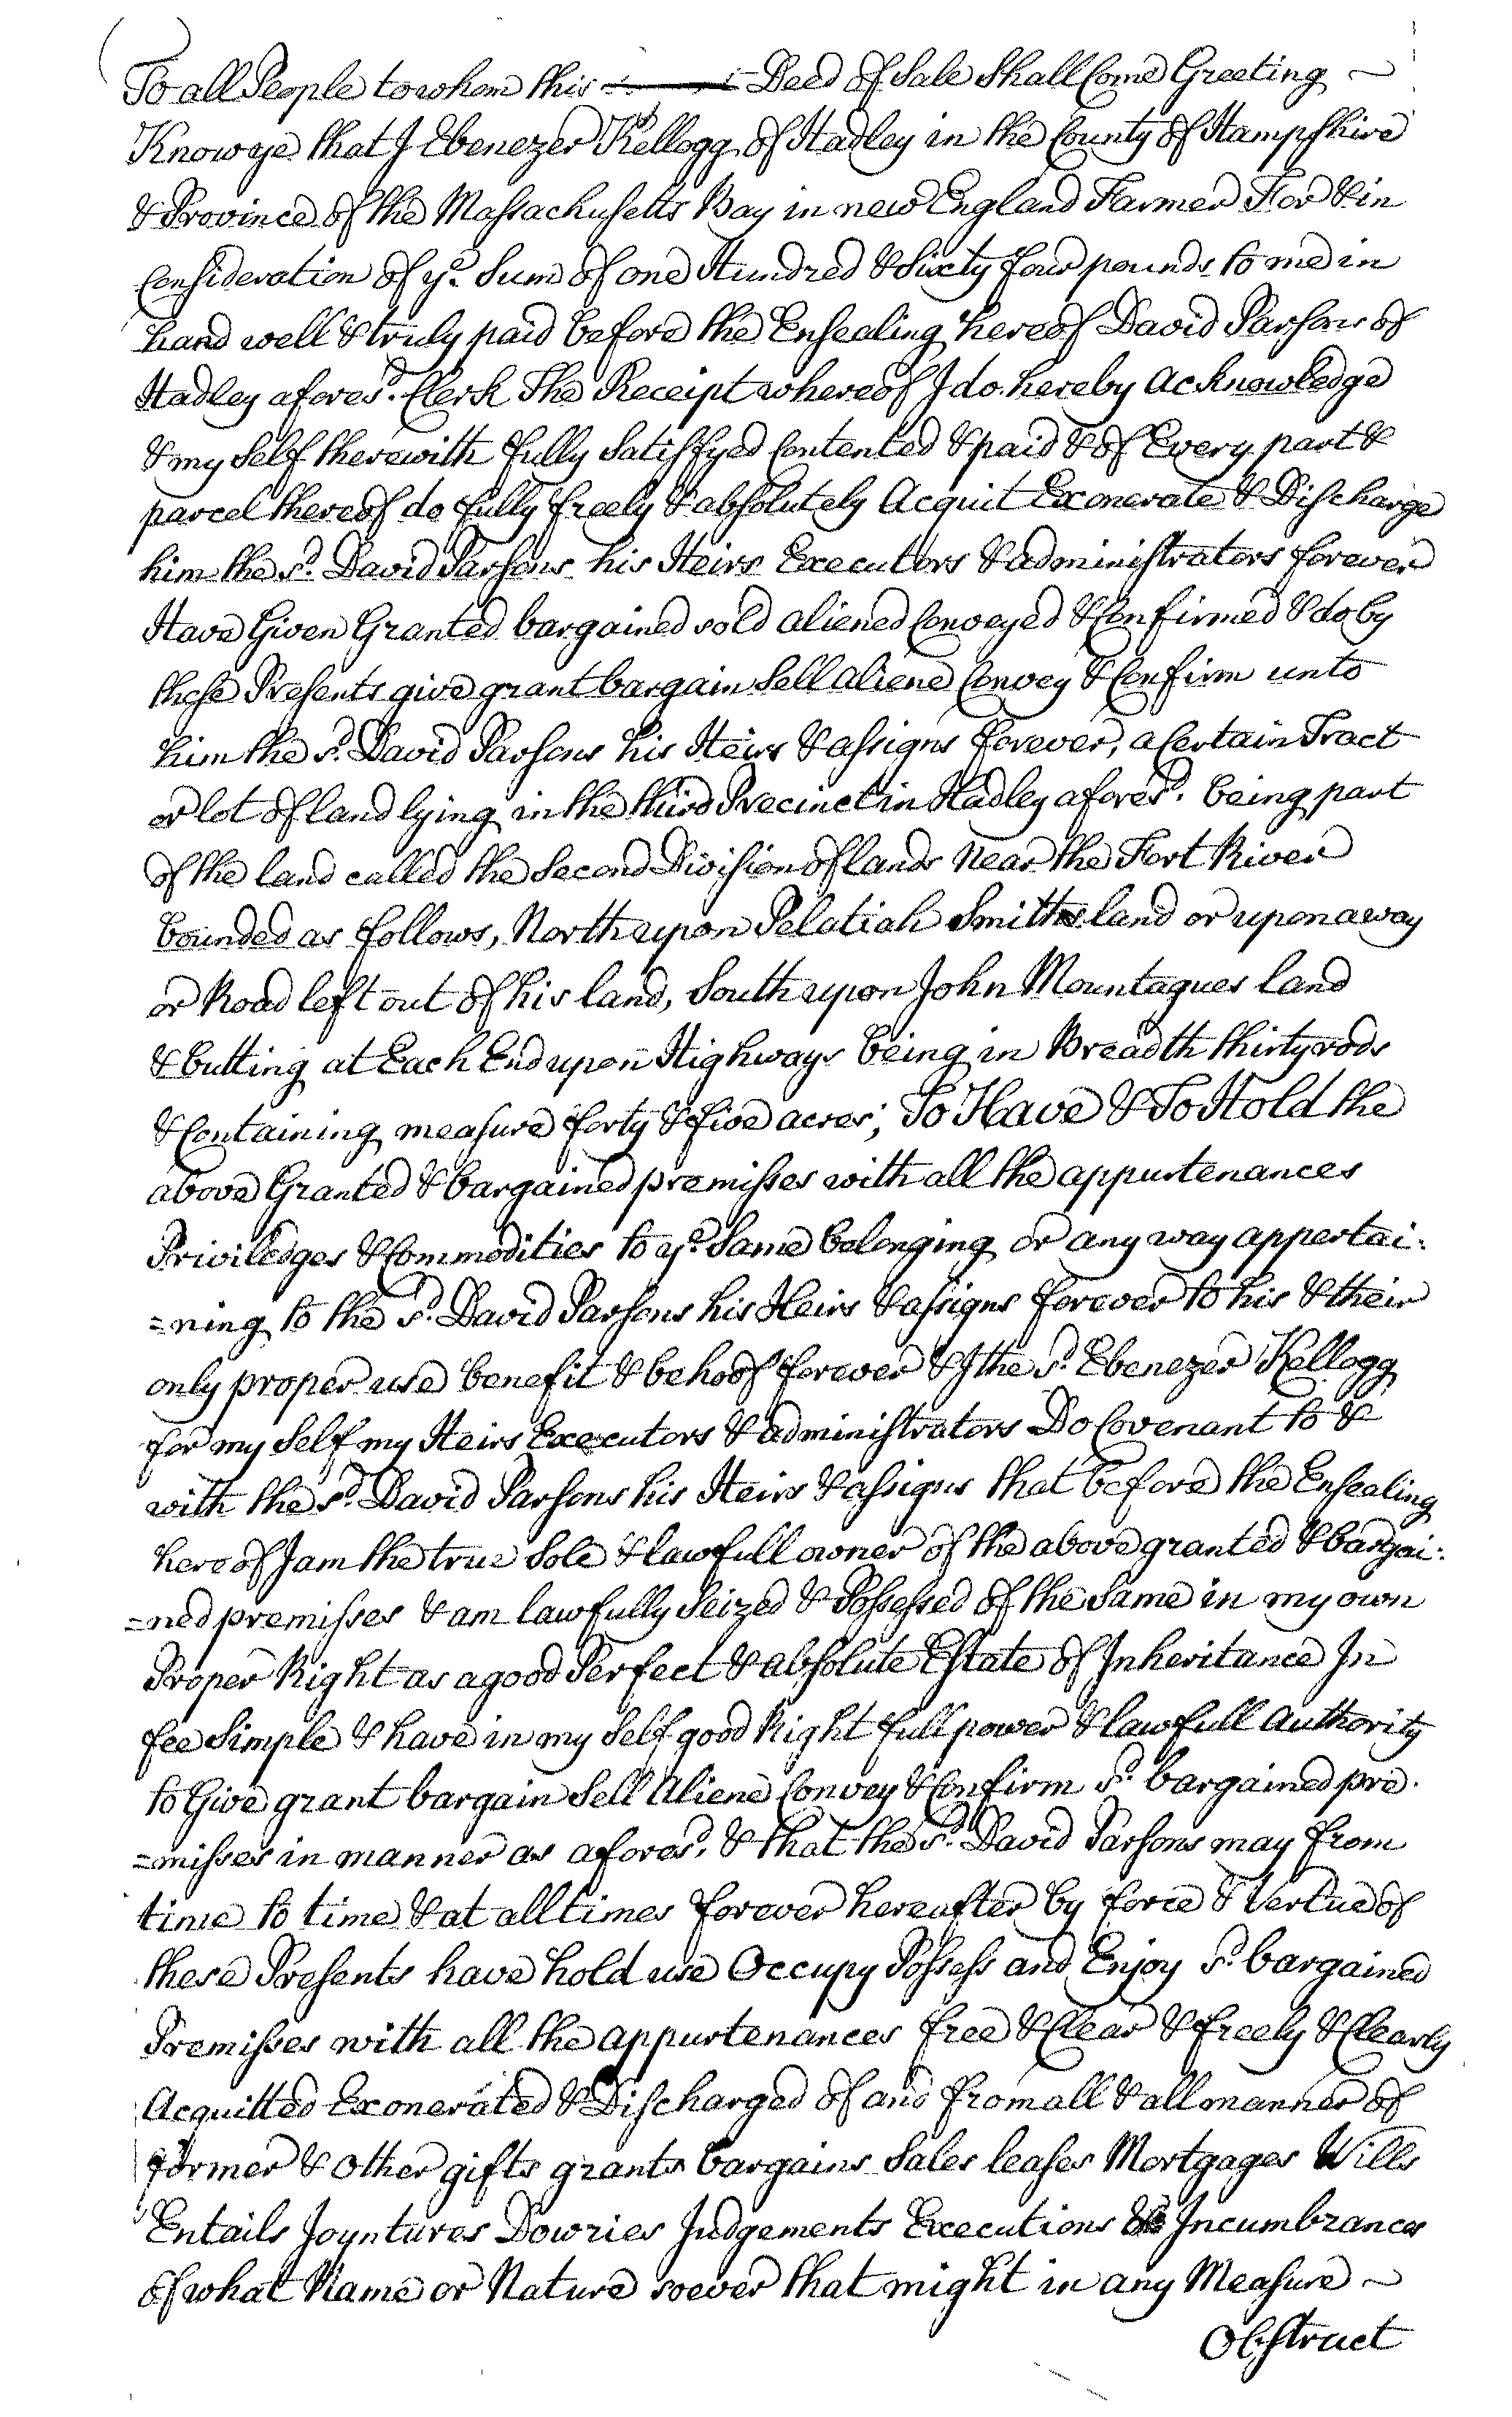 To all People to whom this Deed of Sale Shall Come Greeting
Know ye that I Ebenezer Kellogg of Hadley in the County of Hampshire
& Province of the Massachusetts Bay in new England Farmer For & in
Consideration of ye. Sum of one Hundred & Sixty four pounds to me in
hand well & truly paid before the Ensealing hereof David Parsons of
Hadley afores.d Clerk The Receipt whereof I do hereby Acknowledge
& my Self therewith fully Satisfyed Contented & paid & of Every part &
parcel thereof do fully freely & absolutely Acquit Exonerate & Discharge
him the s.d David Parsons his Heirs Executors & administrators forever
Have Given Granted bargained sold aliened Conveyed & Confirmed & do by
these Presents give grant bargain Sell aliene Convey & Confirm unto
him the s.d David Parsons his Heirs & assigns forever, a Certain Tract
or lot of land lying in the third Precinct in Hadley afores.d being part
of the land called the Second Division of lands Near the Fort River
bounded as follows, North upon Pelatiah Smiths land or upon a way
or Road left out of his land, South upon John Mountagues land
& butting at Each End upon Highways being in Breadth thirty rods
& Containing measure forty & five acres; To Have & To Hold the
above Granted & bargained premisses with all the appurtenances
Priviledges & Commodities to ye. Same belonging or any way appertai:
=ning to the s.d David Parsons his Heirs & assigns forever to his & their
only proper use benefit & behoof forever & I the s.d Ebenezer Kellogg
for my Self my Heirs Executors & administrators Do Covenant to &
with the s.d David Parsons his Heirs & assigns that before the Ensealing
hereof I am the true Sole & lawfull owner of the above granted & bargai:
=ned premisses & am lawfully Seized & Possessed of the Same in my own
Proper Right as a good Perfect & absolute Estate of Inheritance In
fee Simple & have in my Self good Right full power & lawfull Authority
to Give grant bargain Sell Aliene Convey & Confirm s.d bargained pre.
=misses in manner as afores.d & that the s.d David Parsons may from
time to time & at all times forever hereafter by force & Vertue of
these Presents have hold use Occupy Possess and Enjoy s.d bargained
Premisses with all the appurtenances free & Clear & freely & Clearly
Acquitted Exonerated & Discharged of and from all & all manner of
former & Other gifts grants bargains Sales leases Mortgages Wills
Entails Joyntures Dowries Judgements Executions & Incumbrances
of what Name or Nature soever that might in any Measure
Obstruct